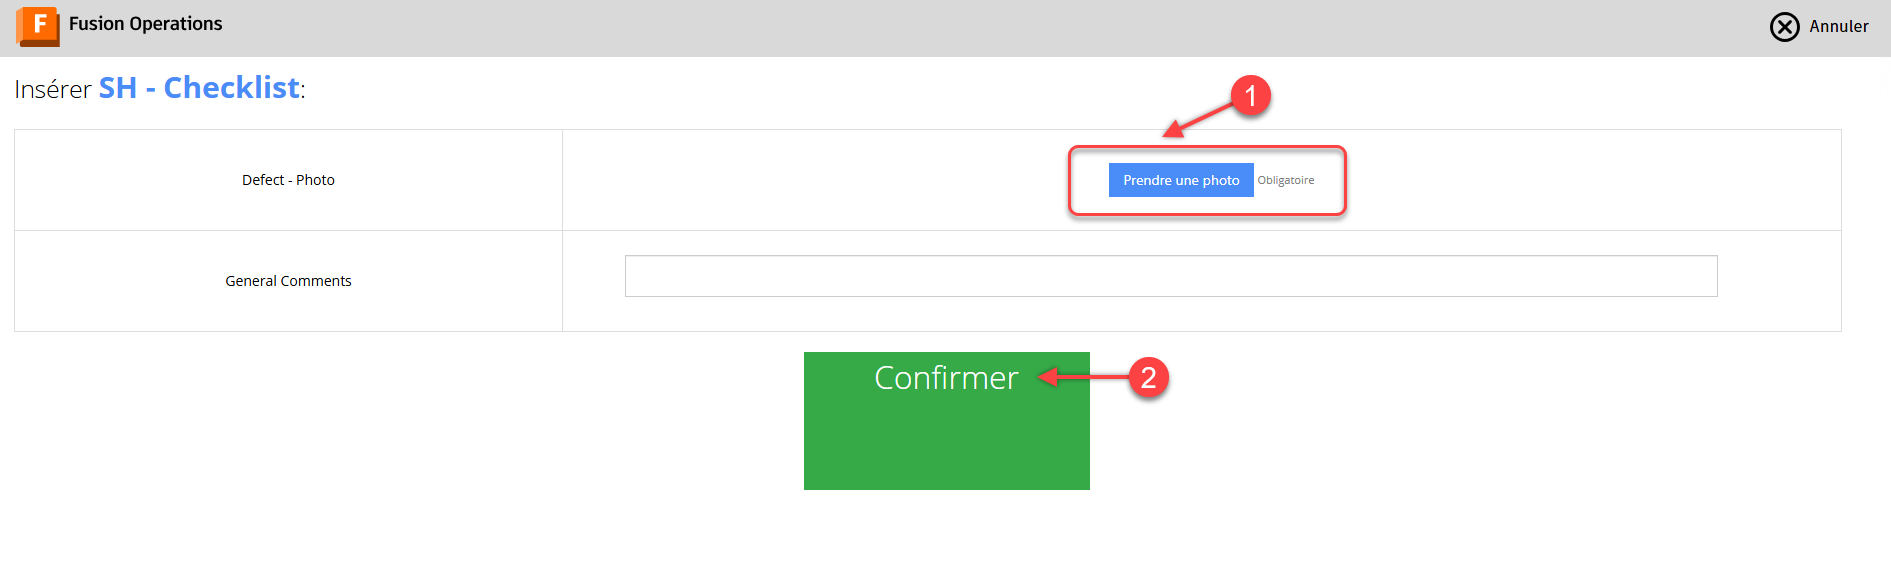 F Fusion Operations
Annuler
Insérer SH - Checklist:
1
Defect - Photo
Prendre une photo Obligatoire
General Comments
Confirmer
2